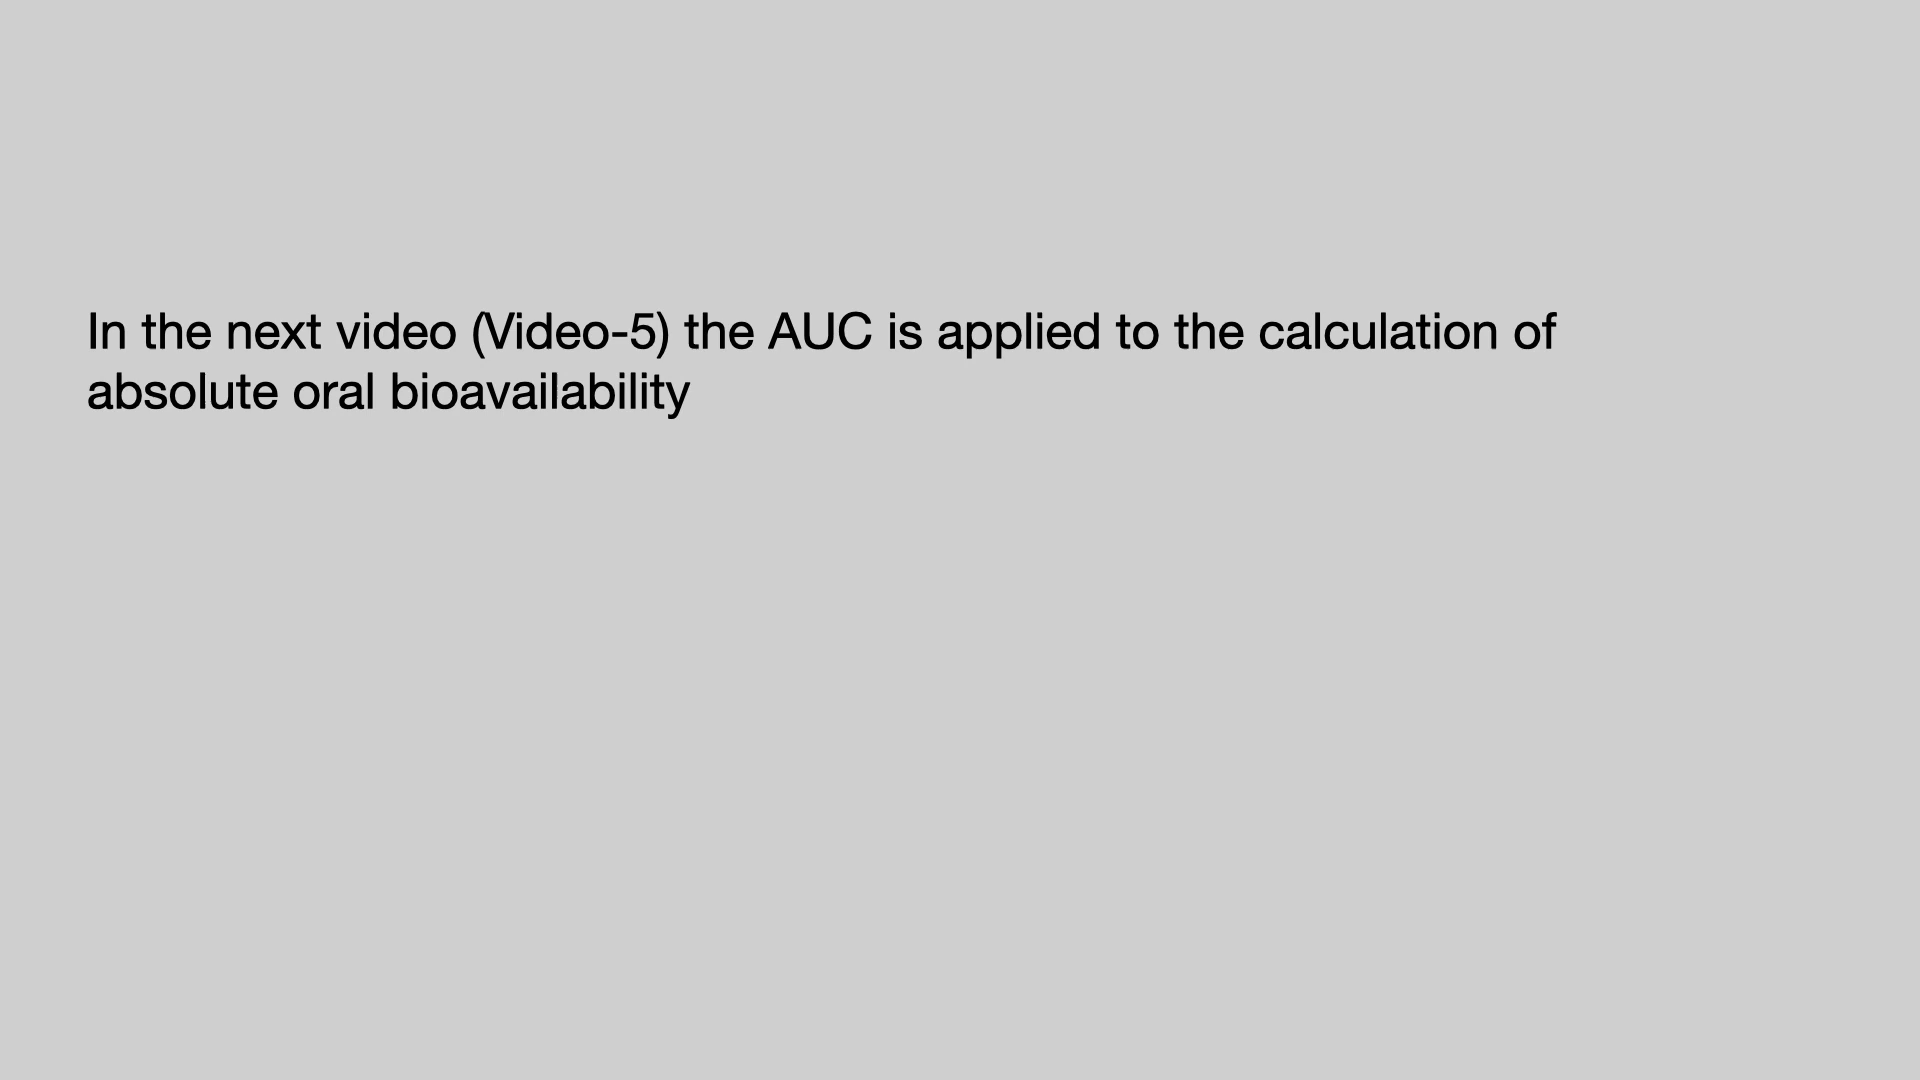 In the next video (Video-5) the AUC is applied to the calculation of
absolute oral bioavailability